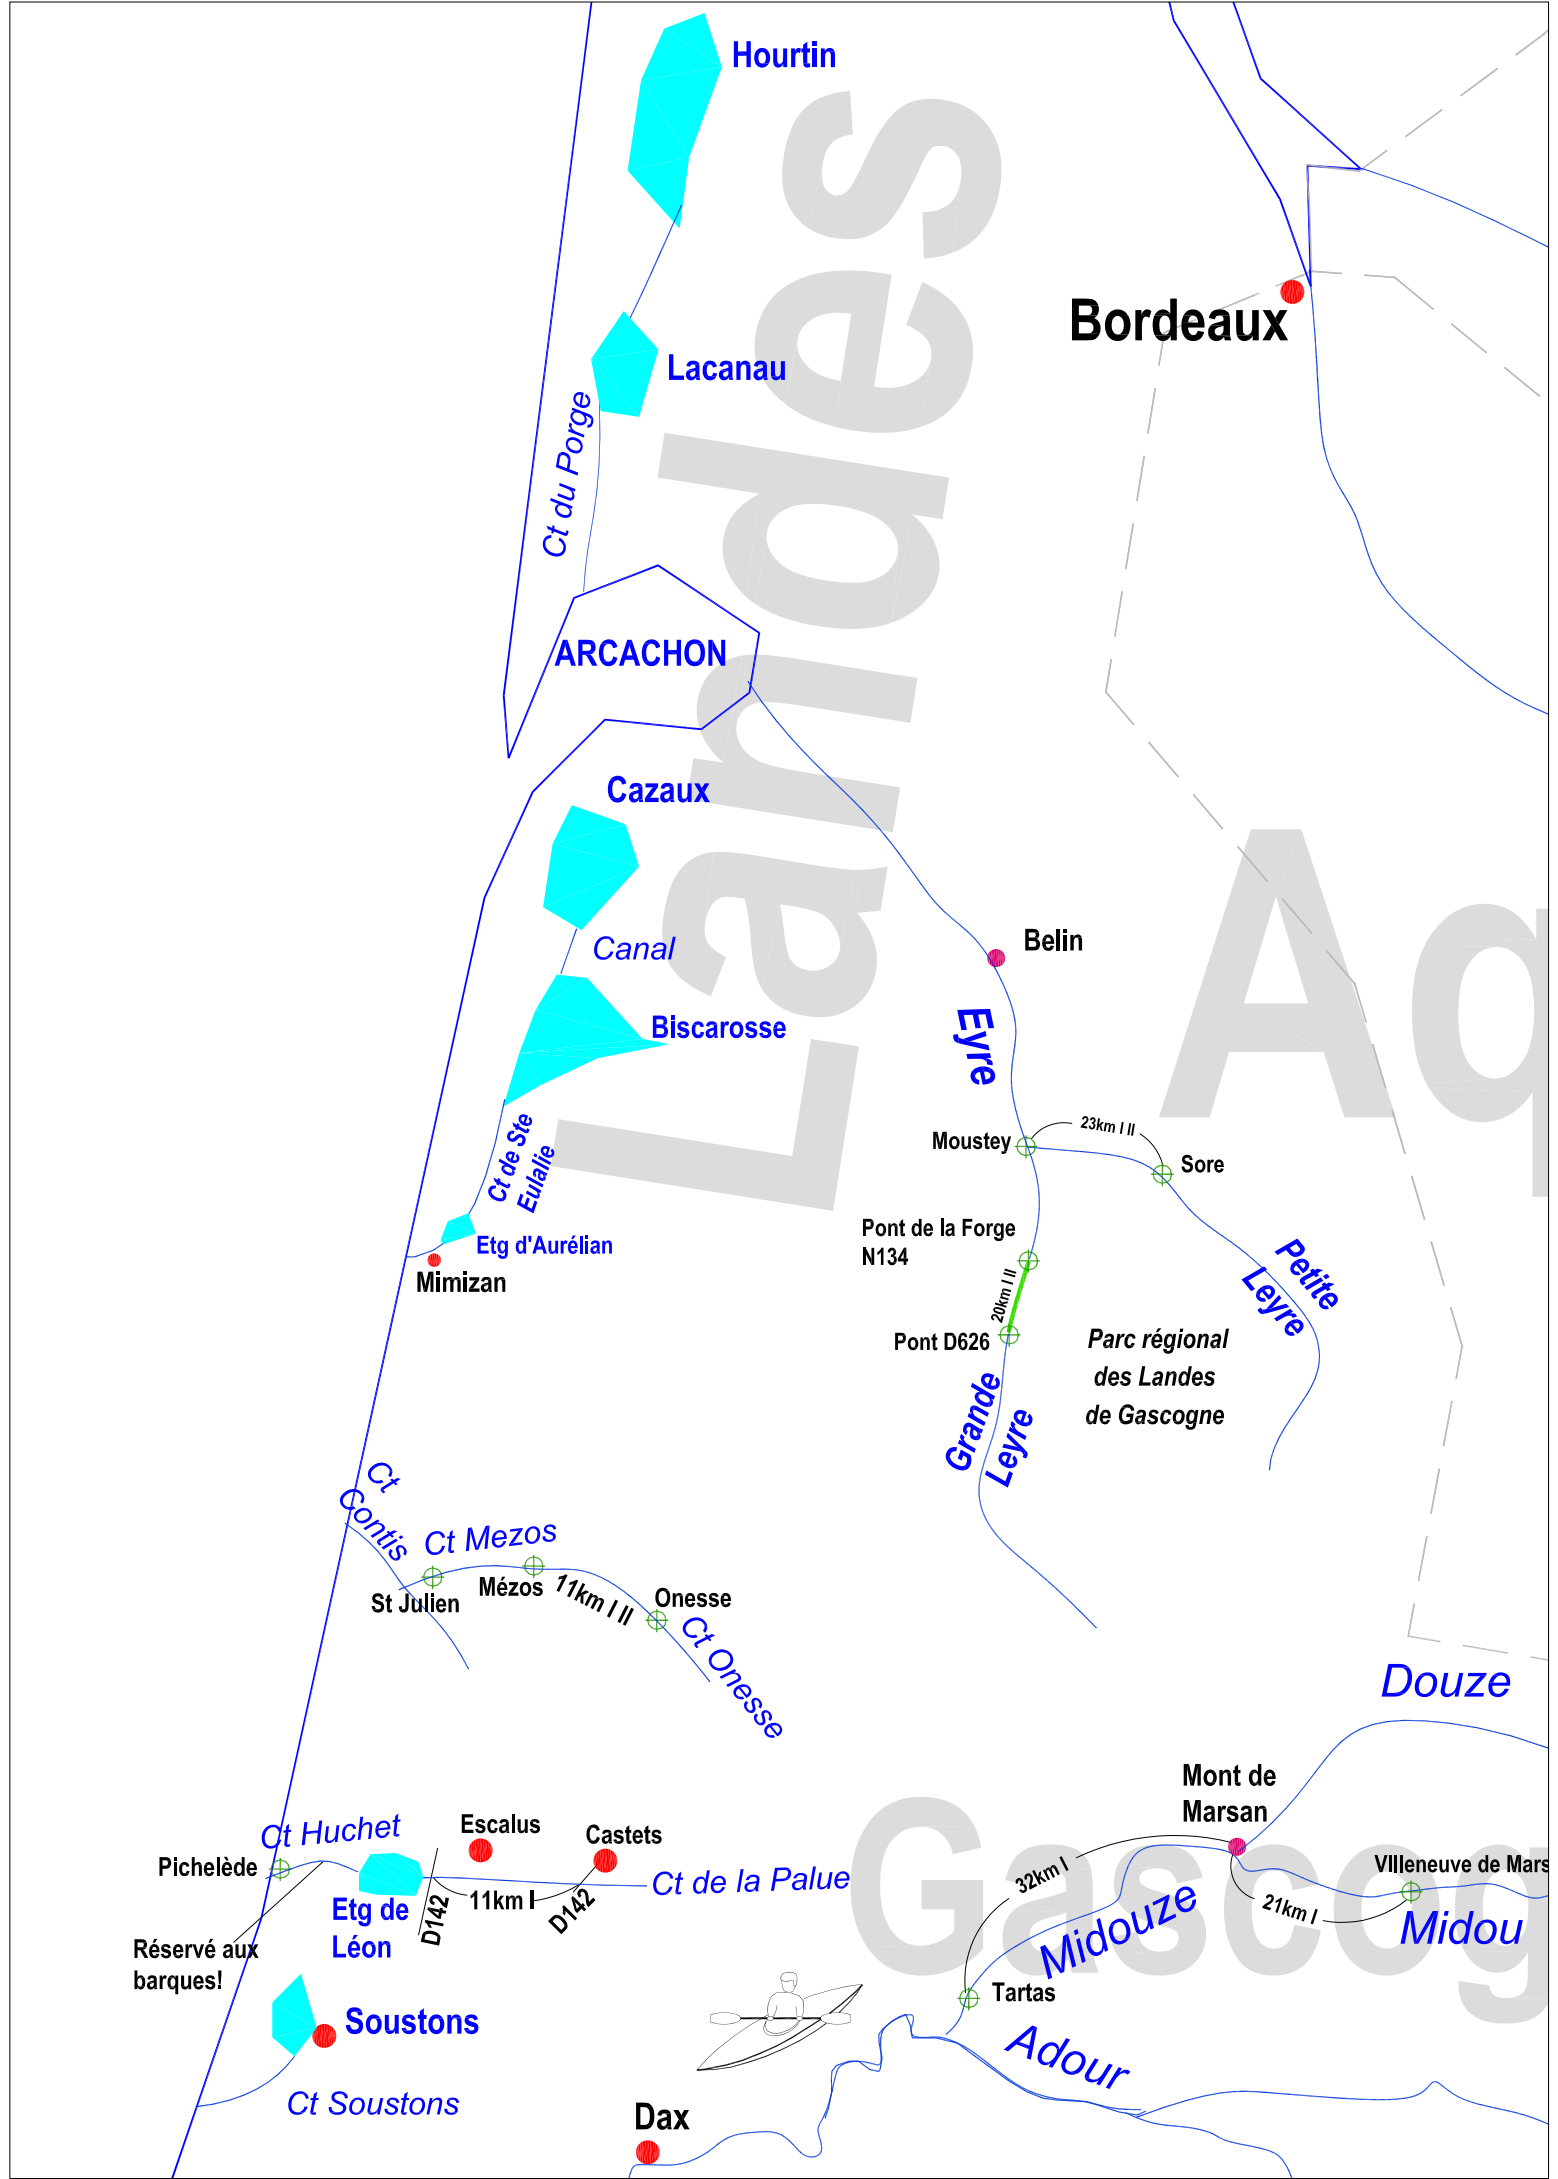 Hourtin
Landes
Bordeaux
Lacanau
Ct du Porge
ARCACHON
Cazaux
Canal
Aq
Belin
Biscarosse
Eyre
Ct de Ste
Eulalie
Moustey
23km I II
Sore
Etg d'Aurélian
Mimizan
Pont de la Forge
N134
20km I II
Pont D626
Petite
Leyre
Parc régional
des Landes
de Gascogne
Grande
Leyre
Ct
Contis
Ct Mezos
St Julien
Mézos
11km I II
Onesse
Ct Onesse
Douze
Mont de
Marsan
Gascog
Ct Huchet
Escalus
Castets
Pichelède
Ct de la Palue
11km I
D142
D142
Etg de
Léon
Réservé aux
barques!
32km I
VIlleneuve de Mars
21km I
Midouze
Midou
Tartas
Soustons
Adour
Ct Soustons
Dax